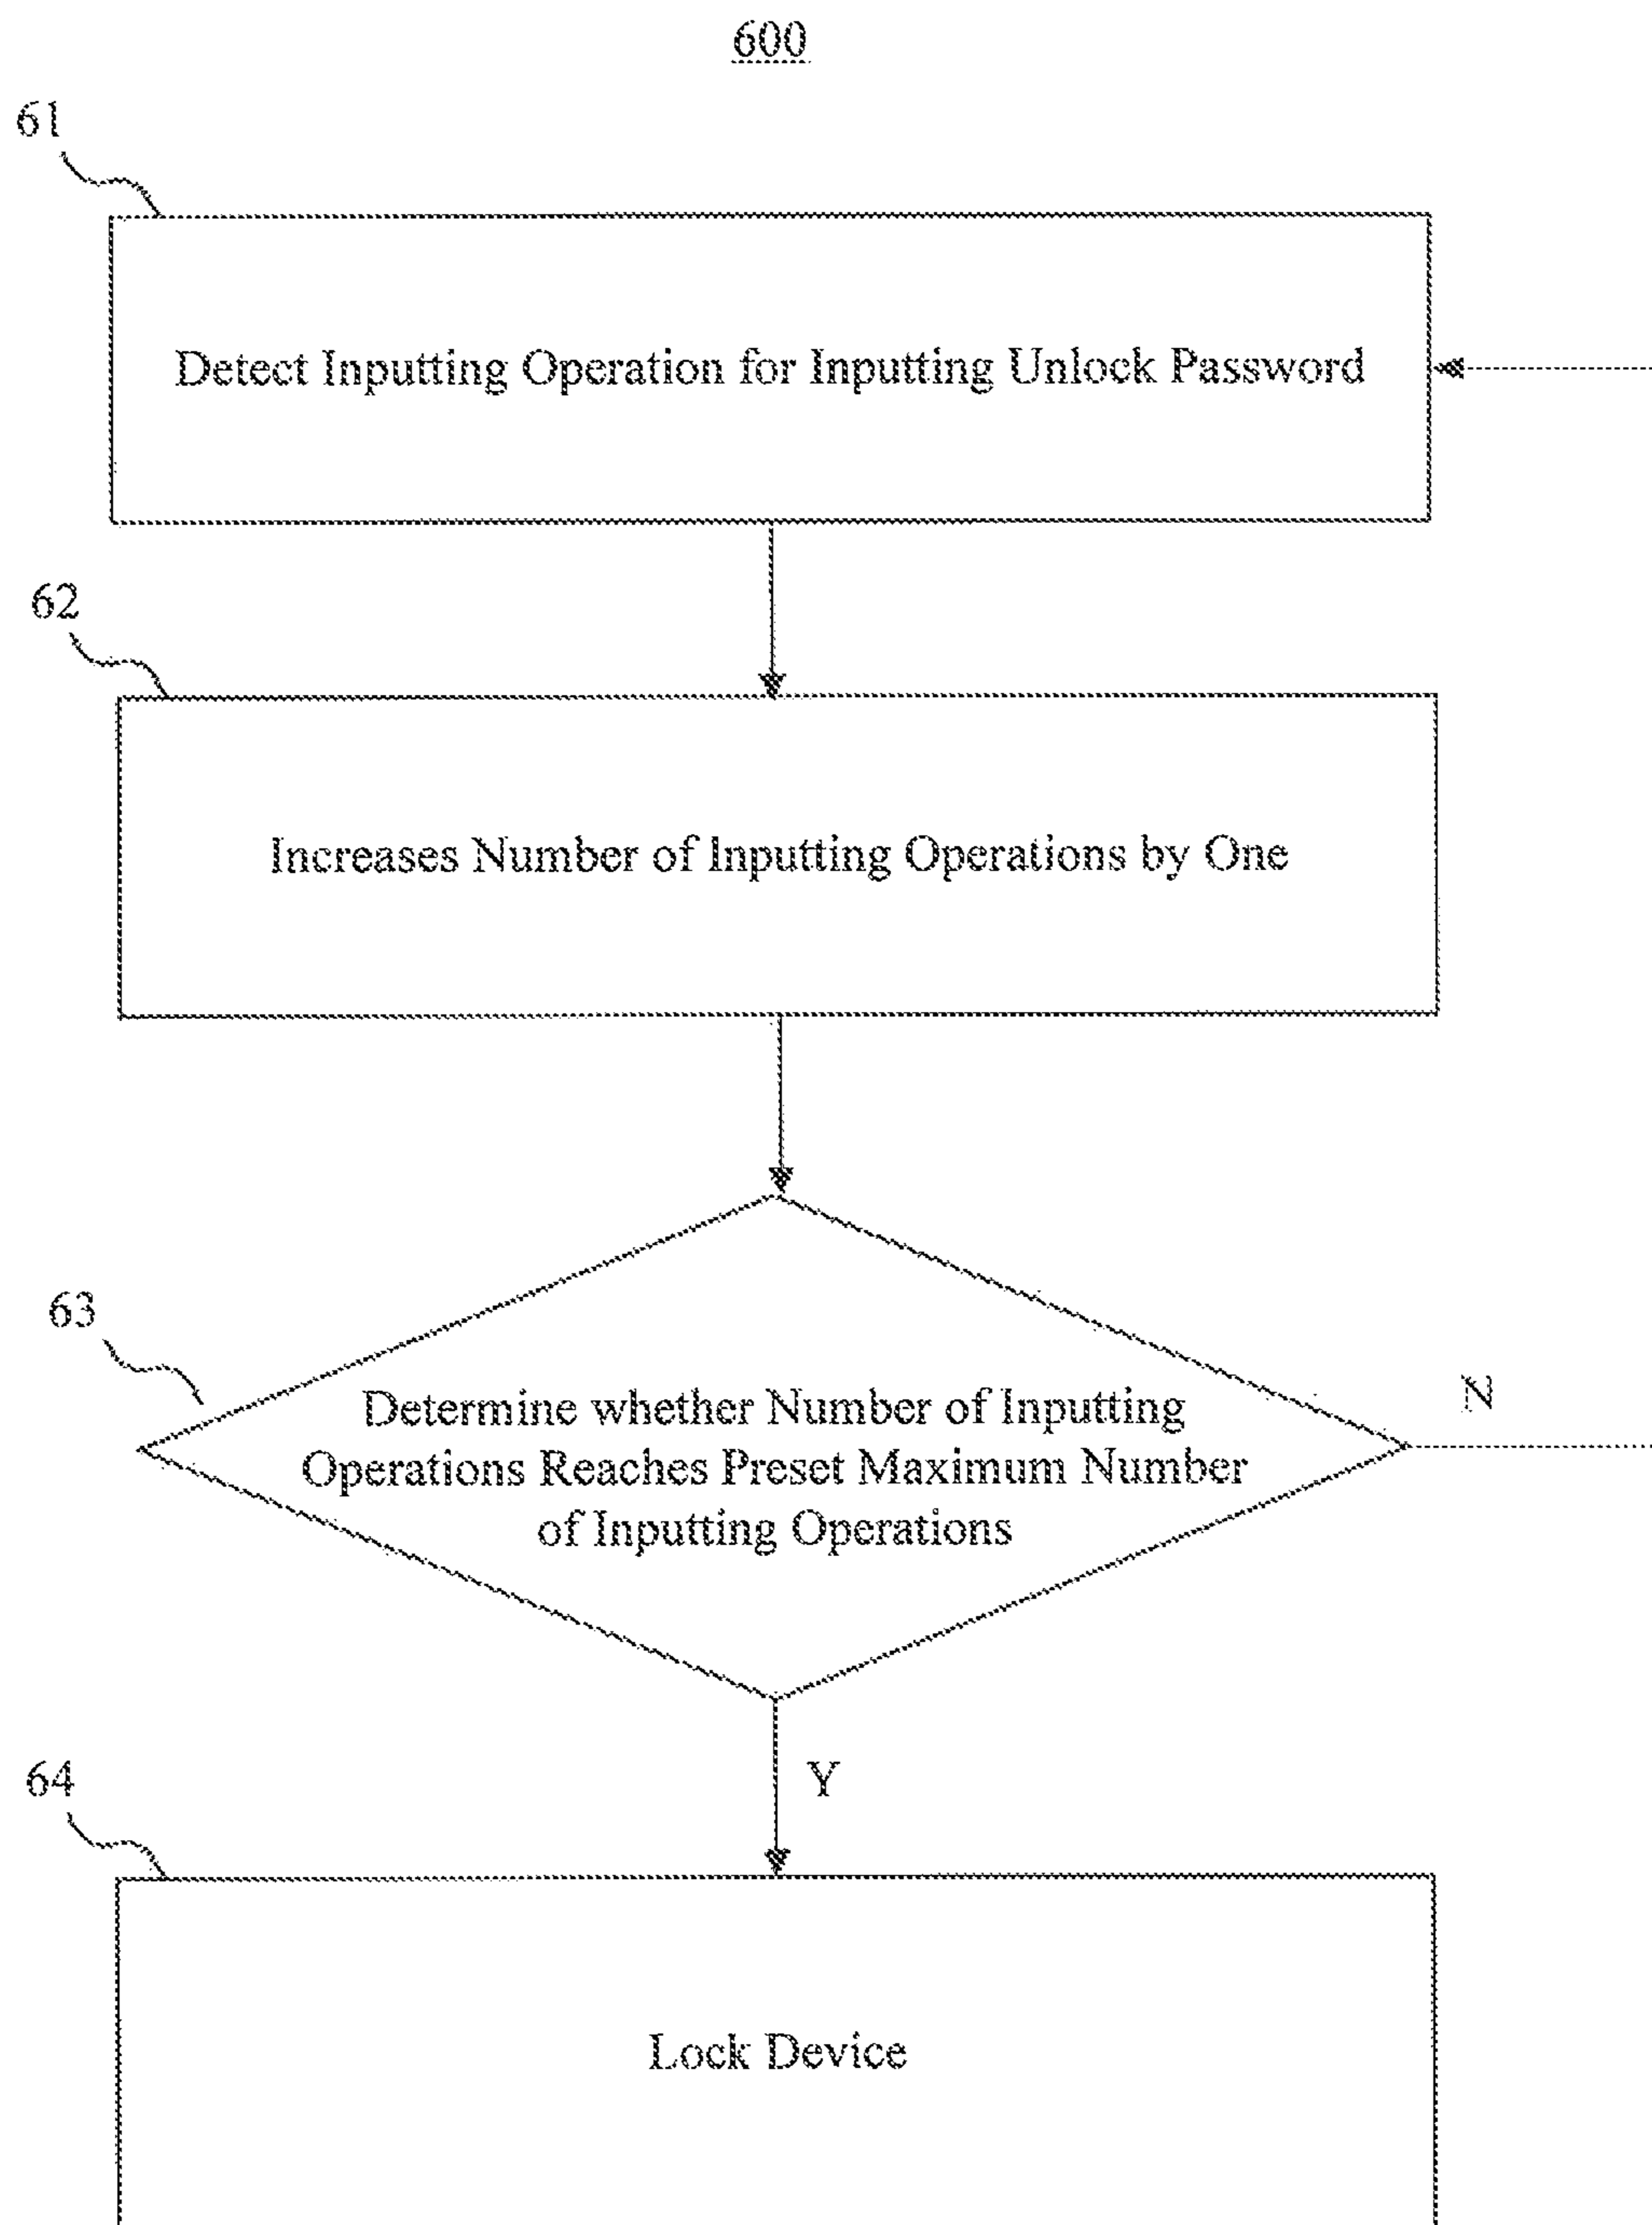 600
61
Detect Inputting Operation for Inputting Unlock Password
62
Increases Number of Inputting Operations by One
63
Determine whether Number of Inputting
Operations Reaches Preset Maximum Number
of Inputting Operations
N
Y
64
Lock Device